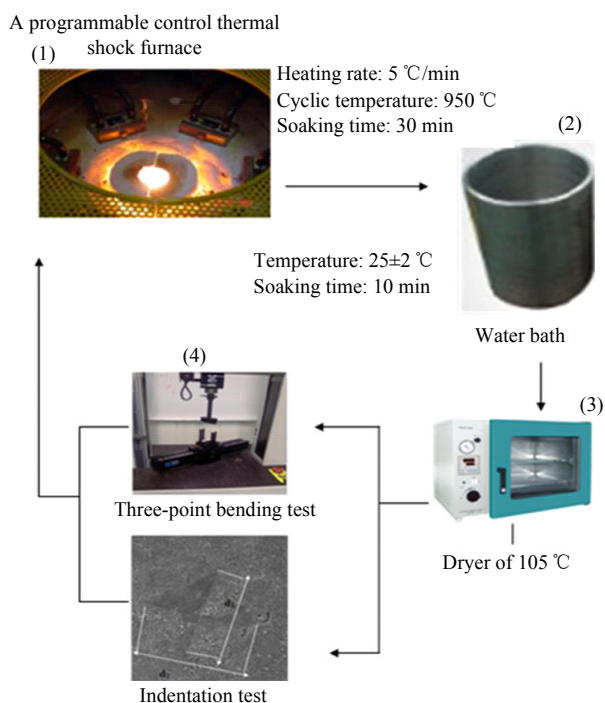 A programmable control thermal
shock furnace
(1)
Heating rate: 5 ℃/min
Cyclic temperature: 950 ℃
Soaking time: 30 min
(2)
Temperature: 25±2 ℃
Soaking time: 10 min
Water bath
(4)
(3)
Three-point bending test
Dryer of 105 ℃
Indentation test